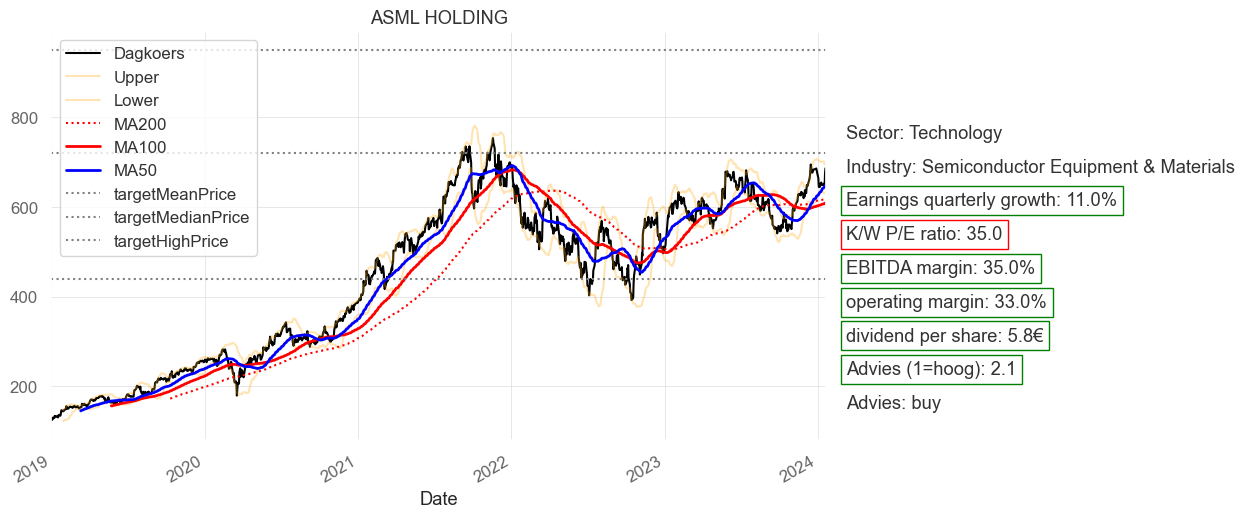 ASML HOLDING
Dagkoers
Upper
Lower
MA200
MA100
MA50
targetMeanPrice
targetMedianPrice
targetHighPrice
800
600
400
200
2019
2020
2021
2022
2023
2024
Date
Sector: Technology
Industry: Semiconductor Equipment & Materials
Earnings quarterly growth: 11.0%
K/W P/E ratio: 35.0
EBITDA margin: 35.0%
operating margin: 33.0%
dividend per share: 5.8€
Advies (1=hoog): 2.1
Advies: buy